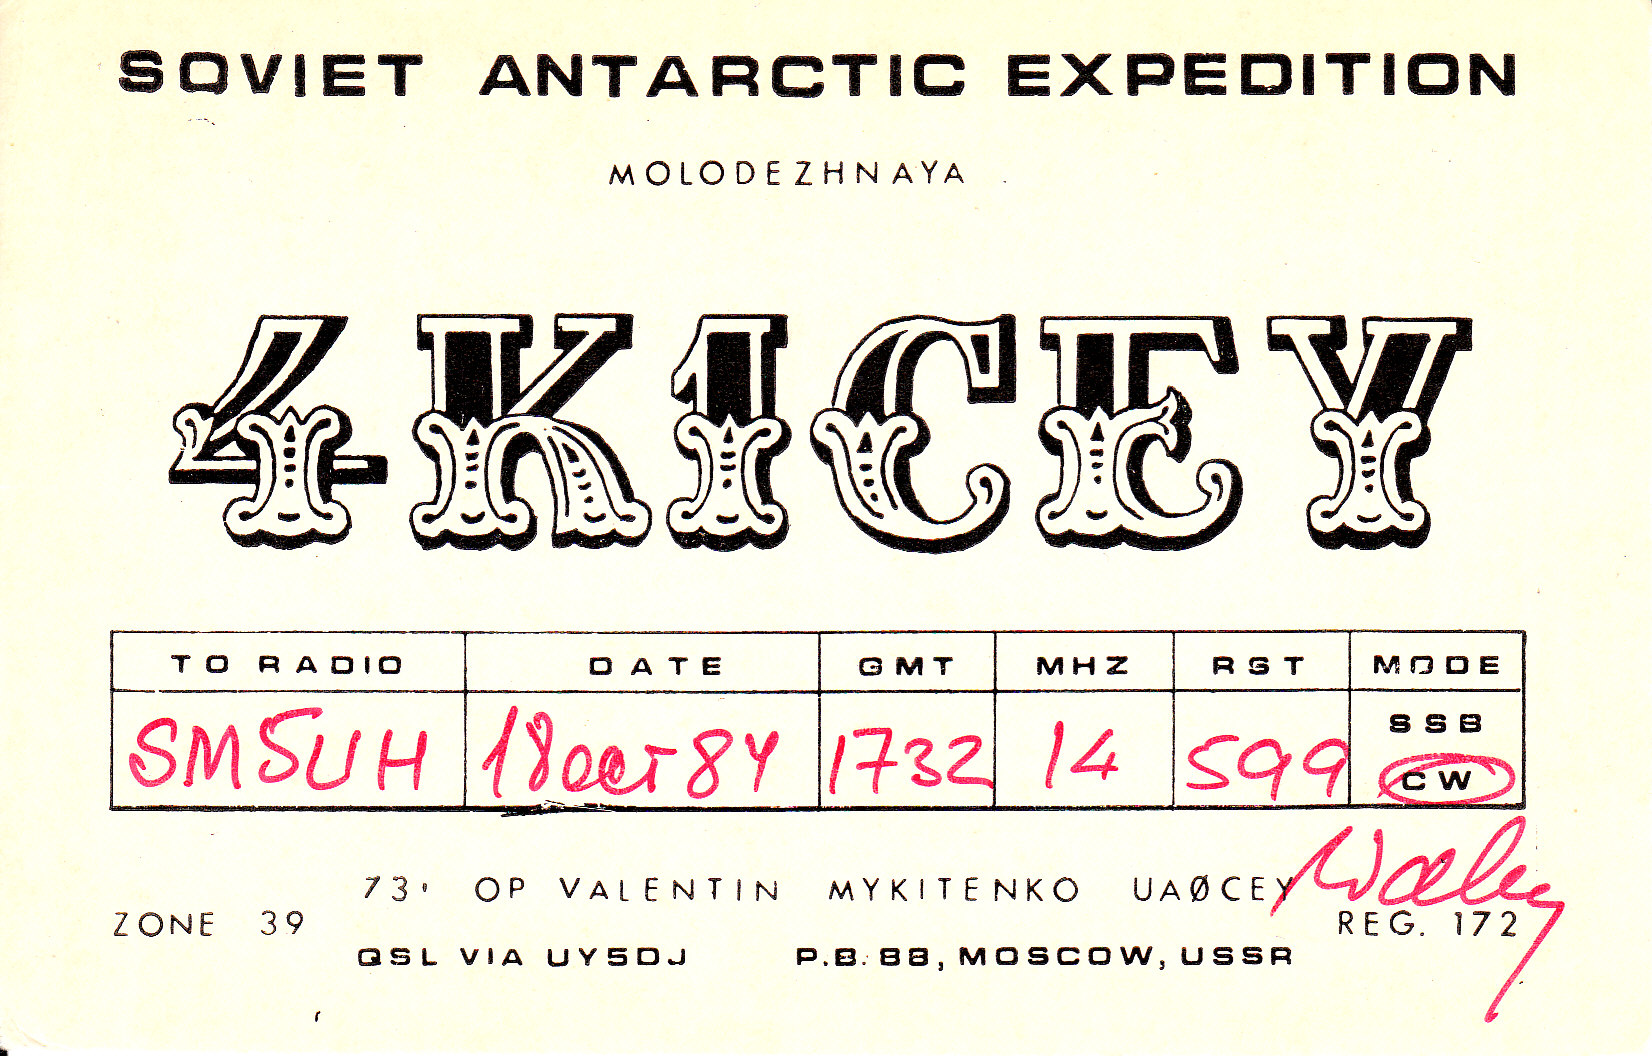 SOVIET ANTARCTIC EXPEDITION
MOLODEZHNAYA
4K1CEY
TO RADIO DATE GMT MHZ RST MODE
SM5UH 18 oct 84 1732 14 599 SSB
CW
73' OP VALENTIN MYKITENKO UAØCEY
ZONE 39 REG. 172
QSL VIA UY5DJ P.B. 88, MOSCOW, USSR